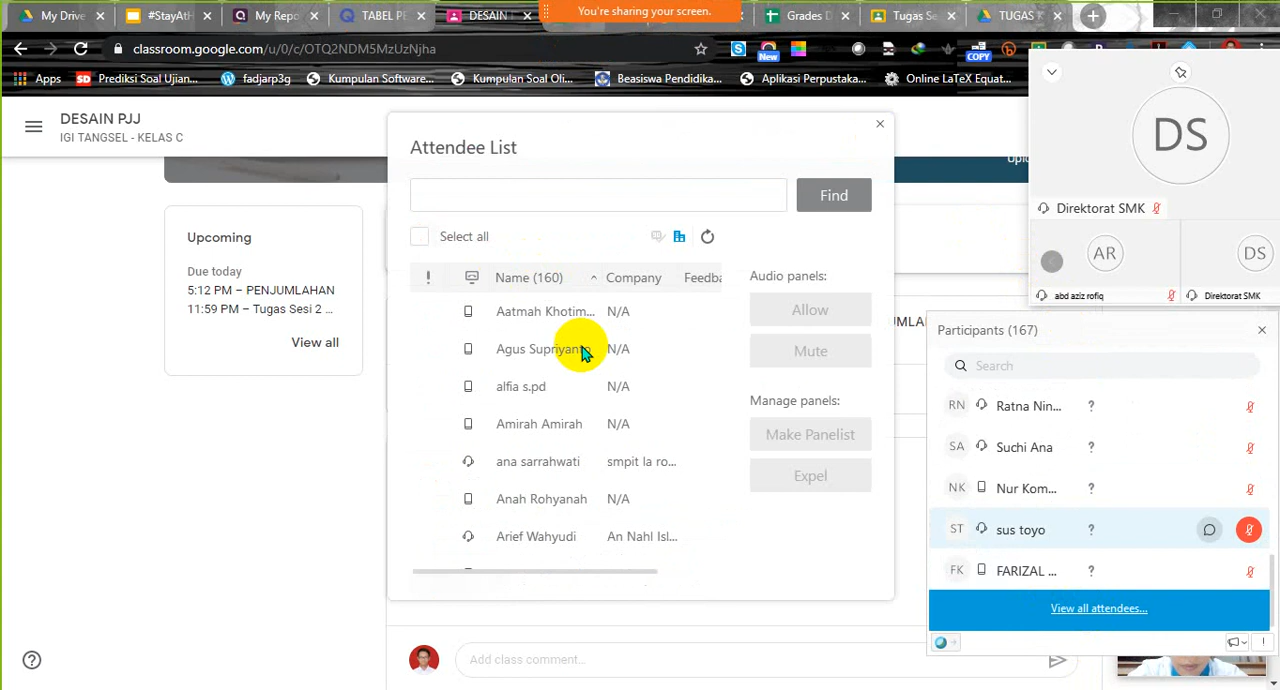 My Drive
#StayAtH
My Repo
TABEL PE
DESAIN
You're sharing your screen.
Grades D
Tugas Se
TUGAS
classroom.google.com/u/0/c/OTQ2NDM5MzUzNjha
New
COPY
Apps
Prediksi Soal Ujian...
fadjarp3g
Kumpulan Software...
Kumpulan Soal Oli...
Beasiswa Pendidika...
Aplikasi Perpustaka...
Online LaTeX Equat...
DESAIN PJJ
IGI TANGSEL - KELAS C
Upcoming
Due today
5:12 PM – PENJUMLAHAN
11:59 PM – Tugas Sesi 2 ...
View all
Attendee List
Find
Select all
Name (160)
Company
Feedba
Aatmah Khotim...
N/A
Agus Supriyanto
N/A
alfia s.pd
N/A
Amirah Amirah
N/A
ana sarrahwati
smpit la ro...
Anah Rohyanah
N/A
Arief Wahyudi
An Nahl Isl...
Audio panels:
Allow
Mute
Manage panels:
Make Panelist
Expel
Add class comment...
DS
Direktorat SMK
AR
DS
abd aziz rofiq
Direktorat SMK
Participants (167)
Search
RN Ratna Nin... ?
SA Suchi Ana ?
NK Nur Kom... ?
ST sus toyo ?
FK FARIZAL ... ?
View all attendees...